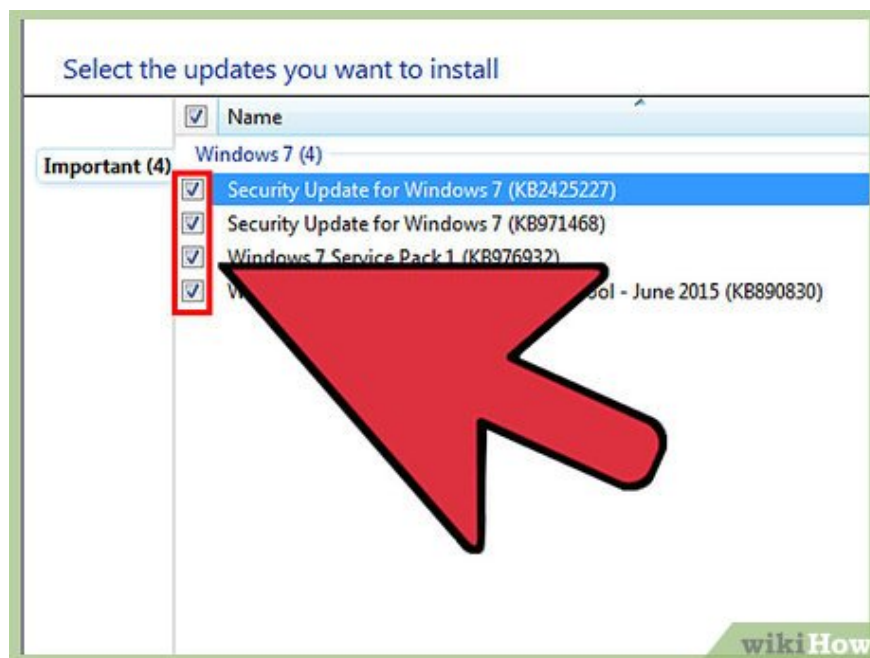 Select the updates you want to install
Name
Important (4)
Windows 7 (4)
Security Update for Windows 7 (KB2425227)
Security Update for Windows 7 (KB971468)
Windows 7 Service Pack 1 (KB976932)
- June 2015 (KB890830)
wikiHow